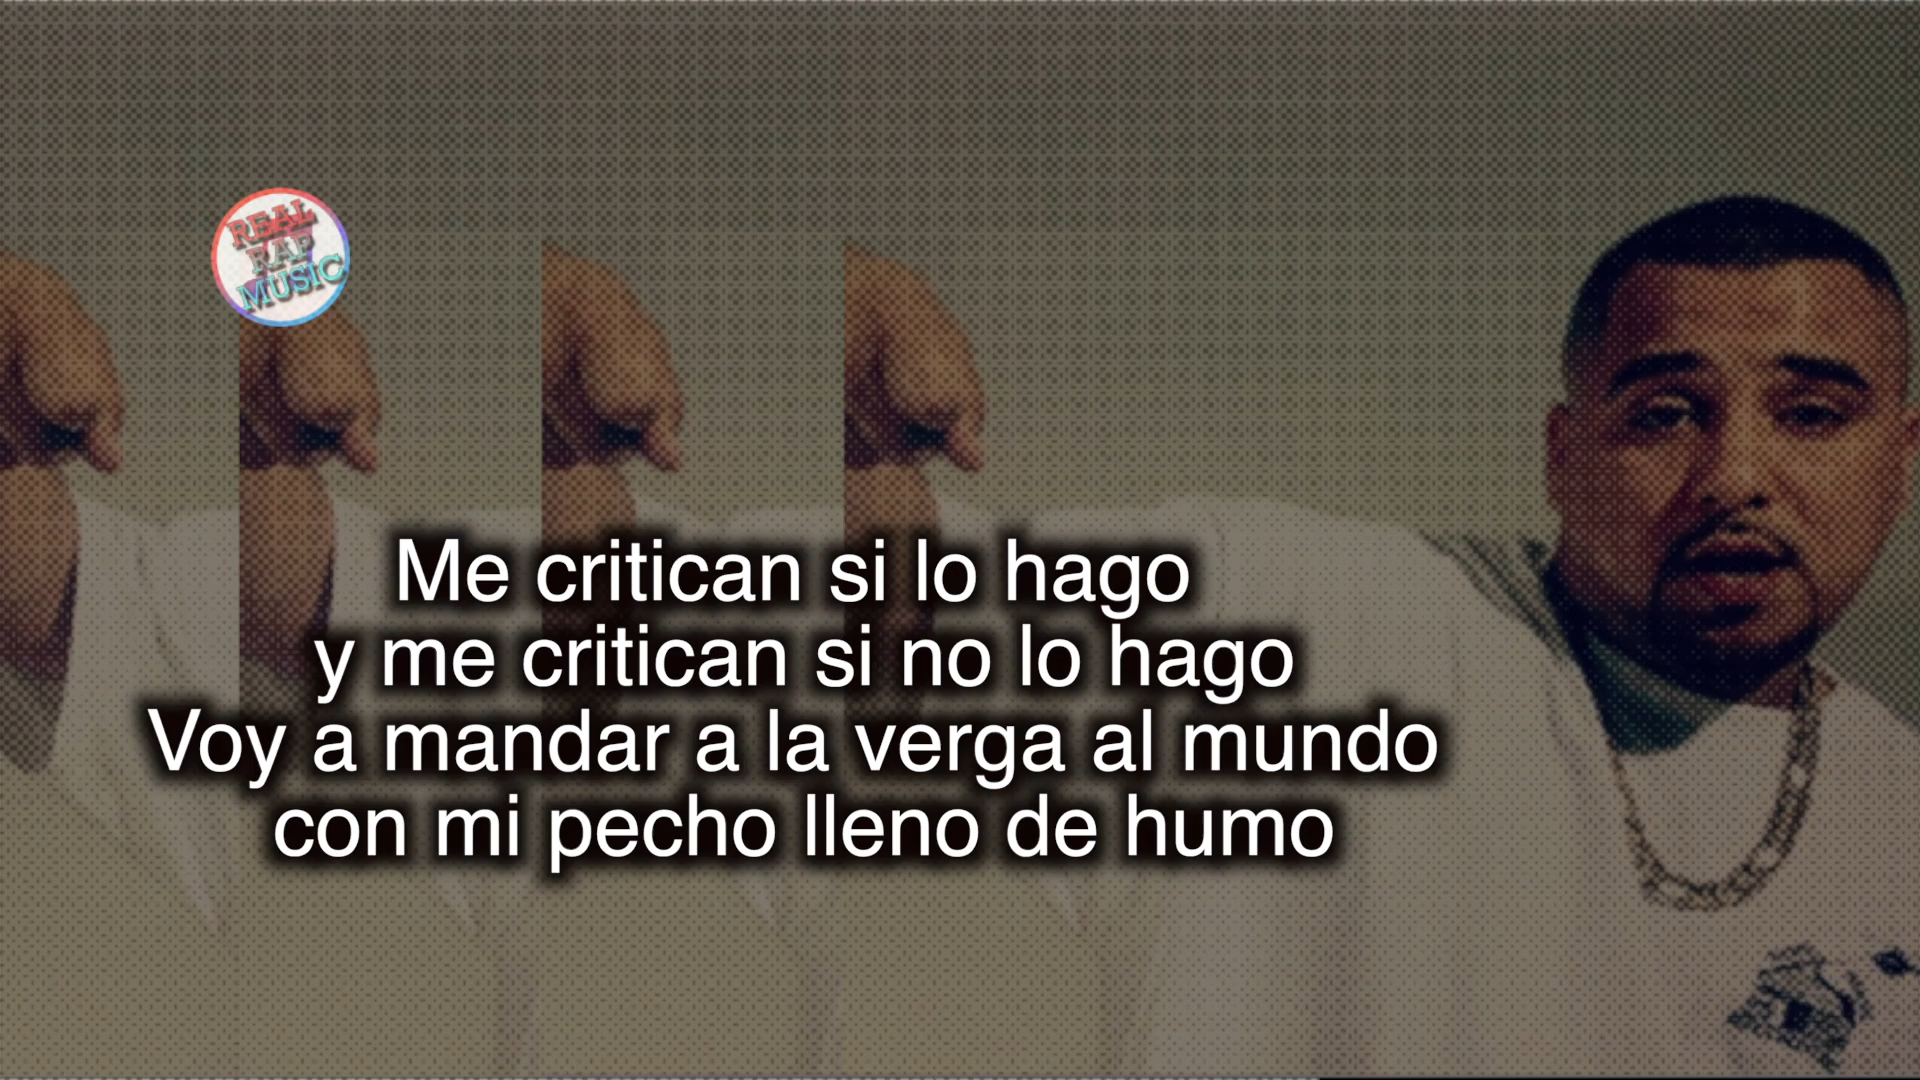 REAL
RAP
MUSIC
Me critican si lo hago
y me critican si no lo hago
Voy a mandar a la verga al mundo
con mi pecho lleno de humo